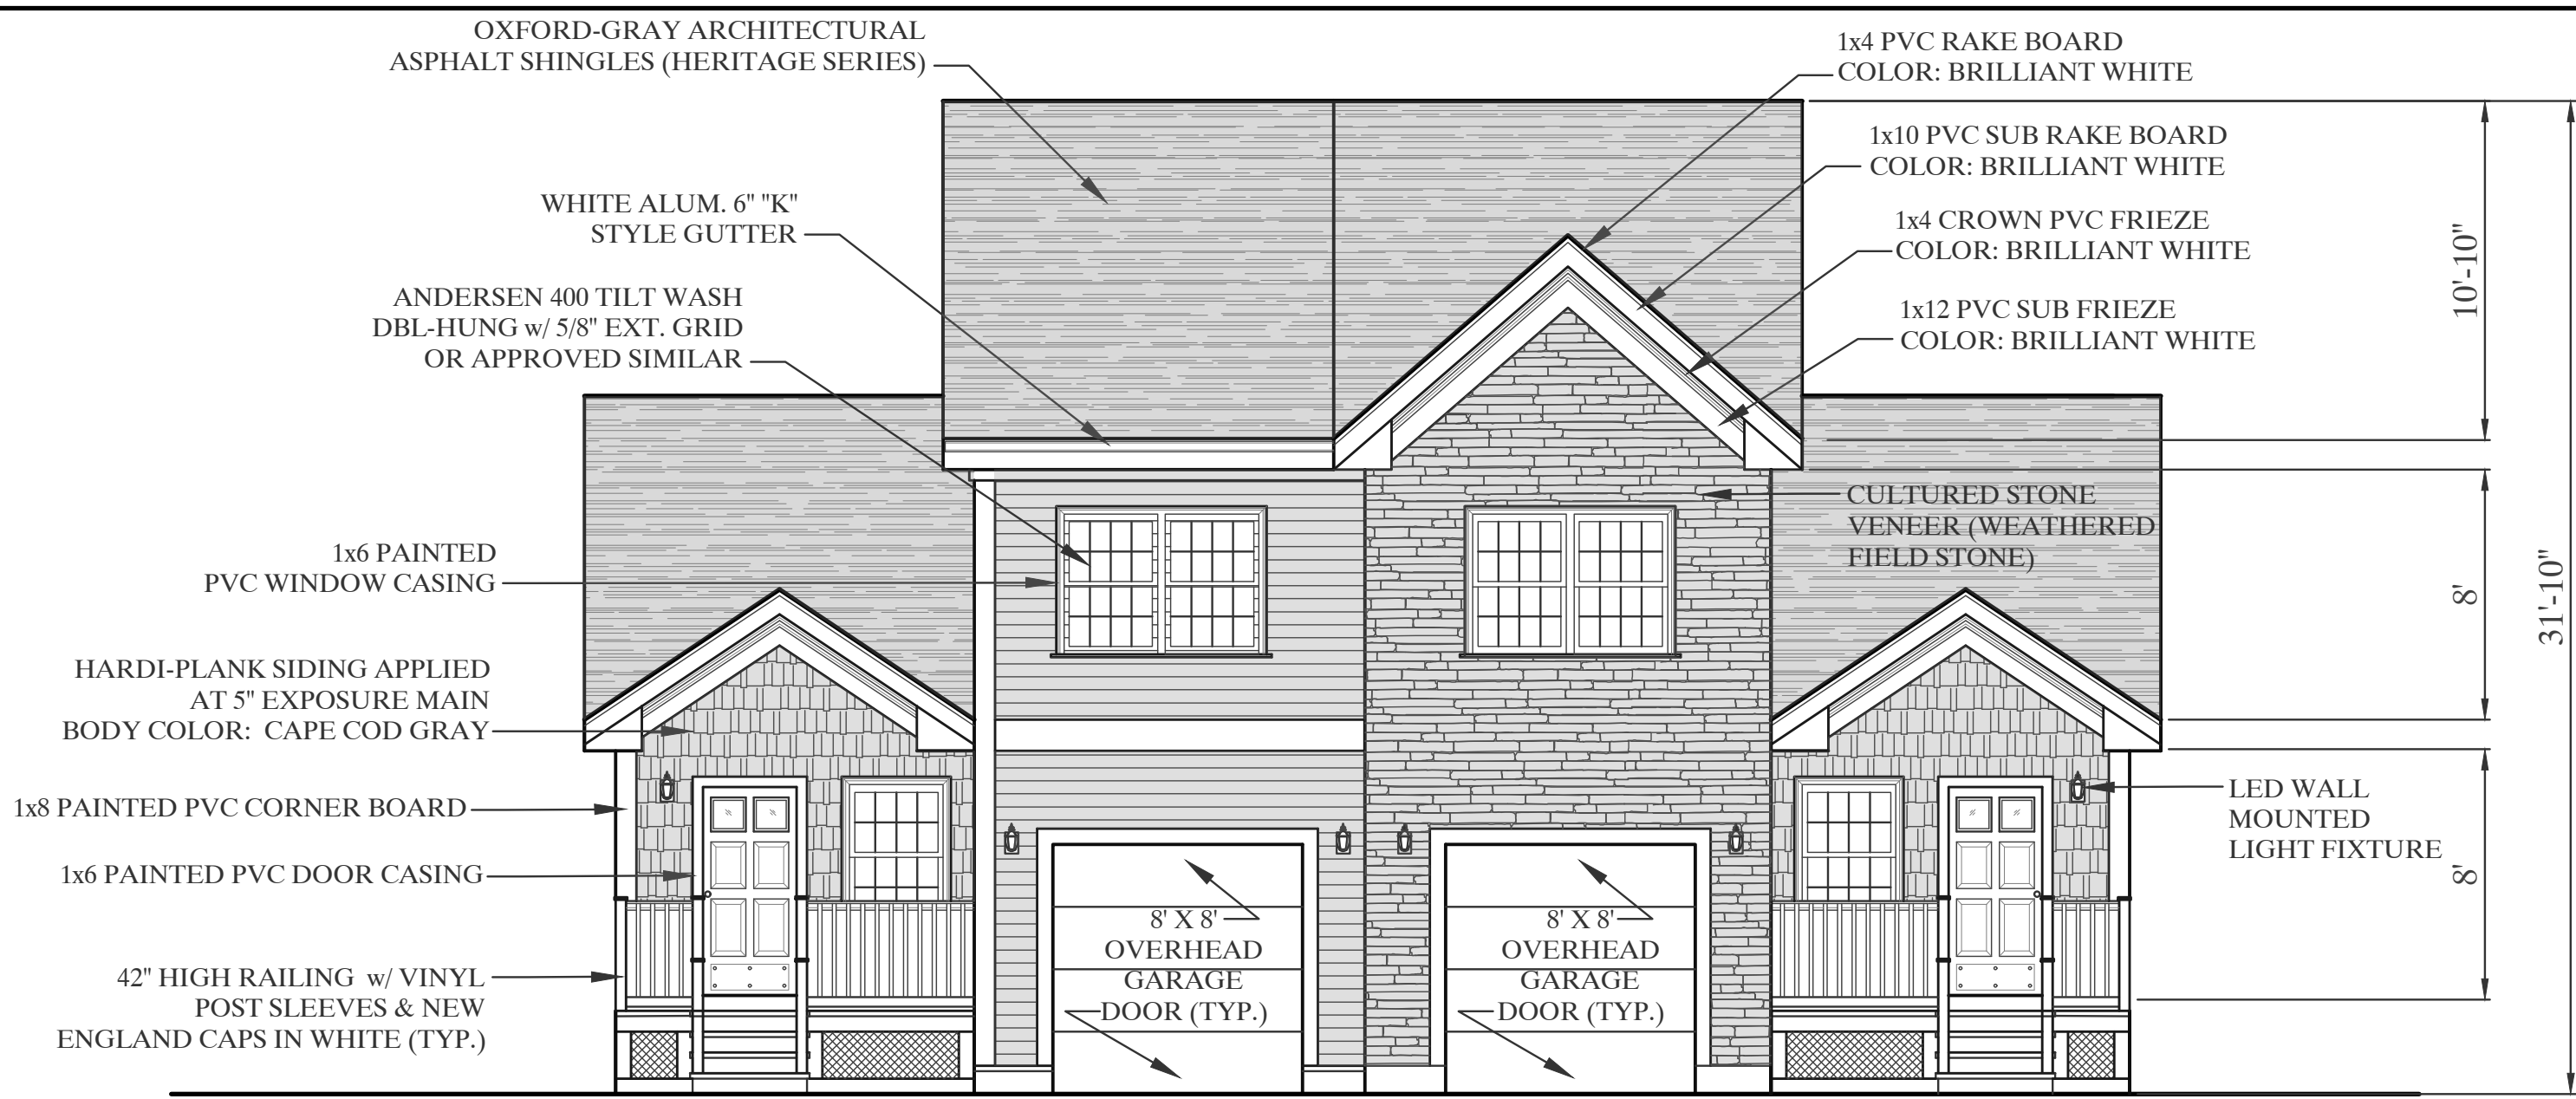 OXFORD-GRAY ARCHITECTURAL
ASPHALT SHINGLES (HERITAGE SERIES)
WHITE ALUM. 6" "K"
STYLE GUTTER
ANDERSEN 400 TILT WASH
DBL-HUNG w/ 5/8" EXT. GRID
OR APPROVED SIMILAR
1x6 PAINTED
PVC WINDOW CASING
HARDI-PLANK SIDING APPLIED
AT 5" EXPOSURE MAIN
BODY COLOR: CAPE COD GRAY
1x8 PAINTED PVC CORNER BOARD
1x6 PAINTED PVC DOOR CASING
42" HIGH RAILING w/ VINYL
POST SLEEVES & NEW
ENGLAND CAPS IN WHITE (TYP.)
8' X 8'
OVERHEAD
GARAGE
DOOR (TYP.)
8' X 8'
OVERHEAD
GARAGE
DOOR (TYP.)
1x4 PVC RAKE BOARD
COLOR: BRILLIANT WHITE
1x10 PVC SUB RAKE BOARD
COLOR: BRILLIANT WHITE
1x4 CROWN PVC FRIEZE
COLOR: BRILLIANT WHITE
1x12 PVC SUB FRIEZE
COLOR: BRILLIANT WHITE
CULTURED STONE
VENEER (WEATHERED
FIELD STONE)
LED WALL
MOUNTED
LIGHT FIXTURE
10'-10"
8'
8'
31'-10"